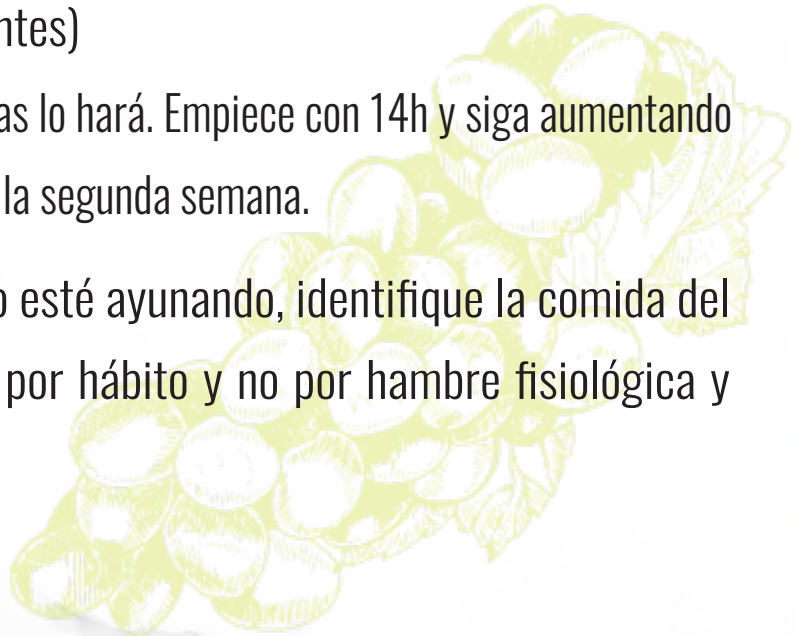 ntes)
as lo hará. Empiece con 14h y siga aumentando
la segunda semana.
o esté ayunando, identifique la comida del
por hábito y no por hambre fisiológica y